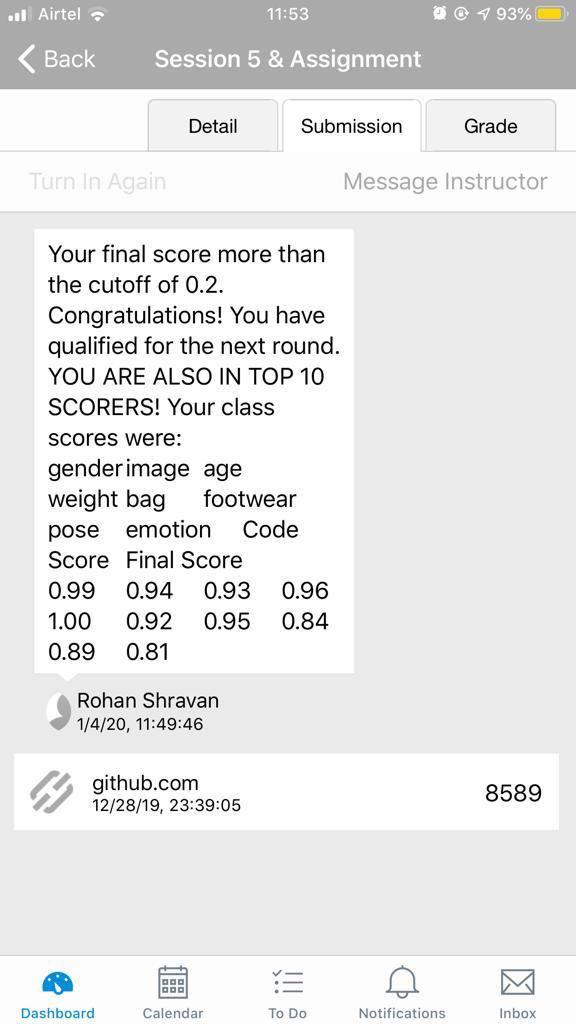 Airtel 11:53 93%
Back Session 5 & Assignment
Detail Submission Grade
Turn In Again Message Instructor
Your final score more than
the cutoff of 0.2.
Congratulations! You have
qualified for the next round.
YOU ARE ALSO IN TOP 10
SCORERS! Your class
scores were:
gender image age
weight bag footwear
pose emotion Code
Score Final Score
0.99 0.94 0.93 0.96
1.00 0.92 0.95 0.84
0.89 0.81
Rohan Shravan
1/4/20, 11:49:46
github.com
12/28/19, 23:39:05
8589
Dashboard Calendar To Do Notifications Inbox